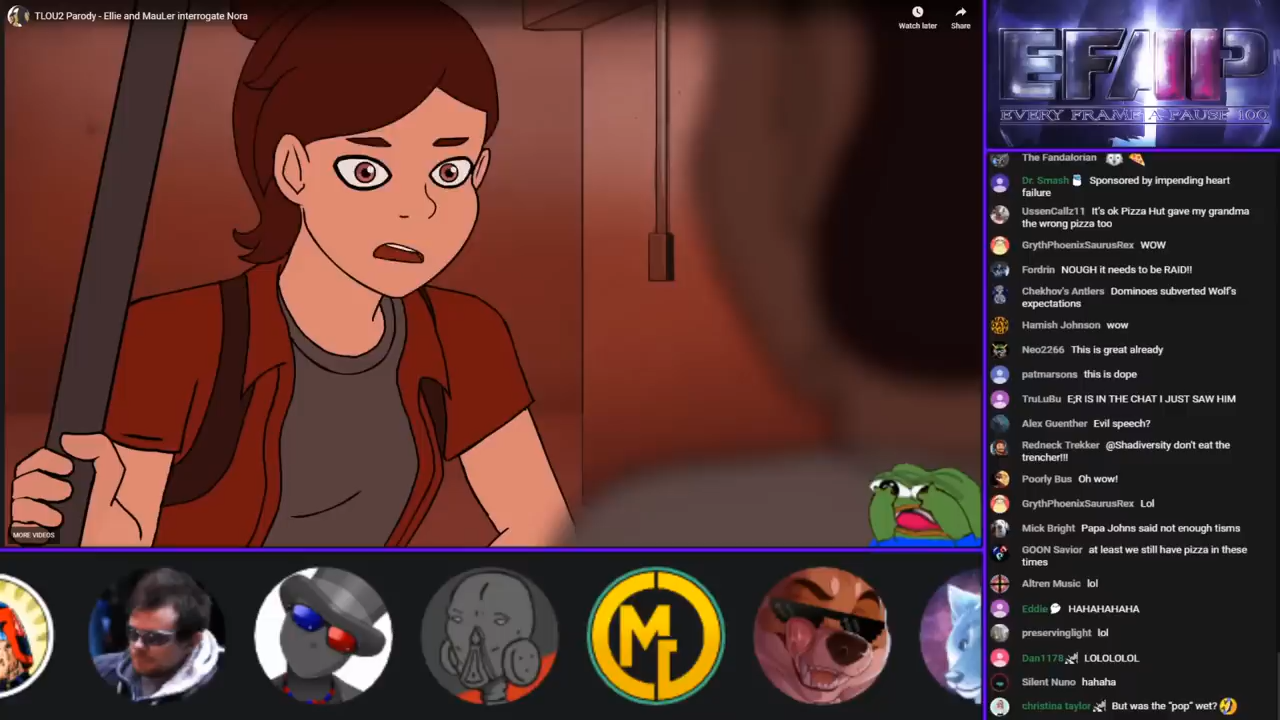 TLOU2 Parody - Ellie and MauLer interrogate Nora
Watch later
Share
MORE VIDEOS
EFAP
EVERY FRAME A PAUSE 100
The Fandalorian
Dr. Smash Sponsored by impending heart
failure
UssenCallz11 It's ok Pizza Hut gave my grandma
the wrong pizza too
GrythPhoenixSaurusRex WOW
Fordrin NOUGH it needs to be RAID!!
Chekhov's Antlers Dominoes subverted Wolf's
expectations
Hamish Johnson wow
Neo2266 This is great already
patmarsons this is dope
TruLuBu E;R IS IN THE CHAT I JUST SAW HIM
Alex Guenther Evil speech?
Redneck Trekker @Shadiversity don't eat the
trencher!!!
Poorly Bus Oh wow!
GrythPhoenixSaurusRex Lol
Mick Bright Papa Johns said not enough tisms
GOON Savior at least we still have pizza in these
times
Altren Music lol
Eddie HAHAHAHAHA
preservinglight lol
Dan1178 LOLOLOLOL
Silent Nuno hahaha
christina taylor But was the "pop" wet?
ML